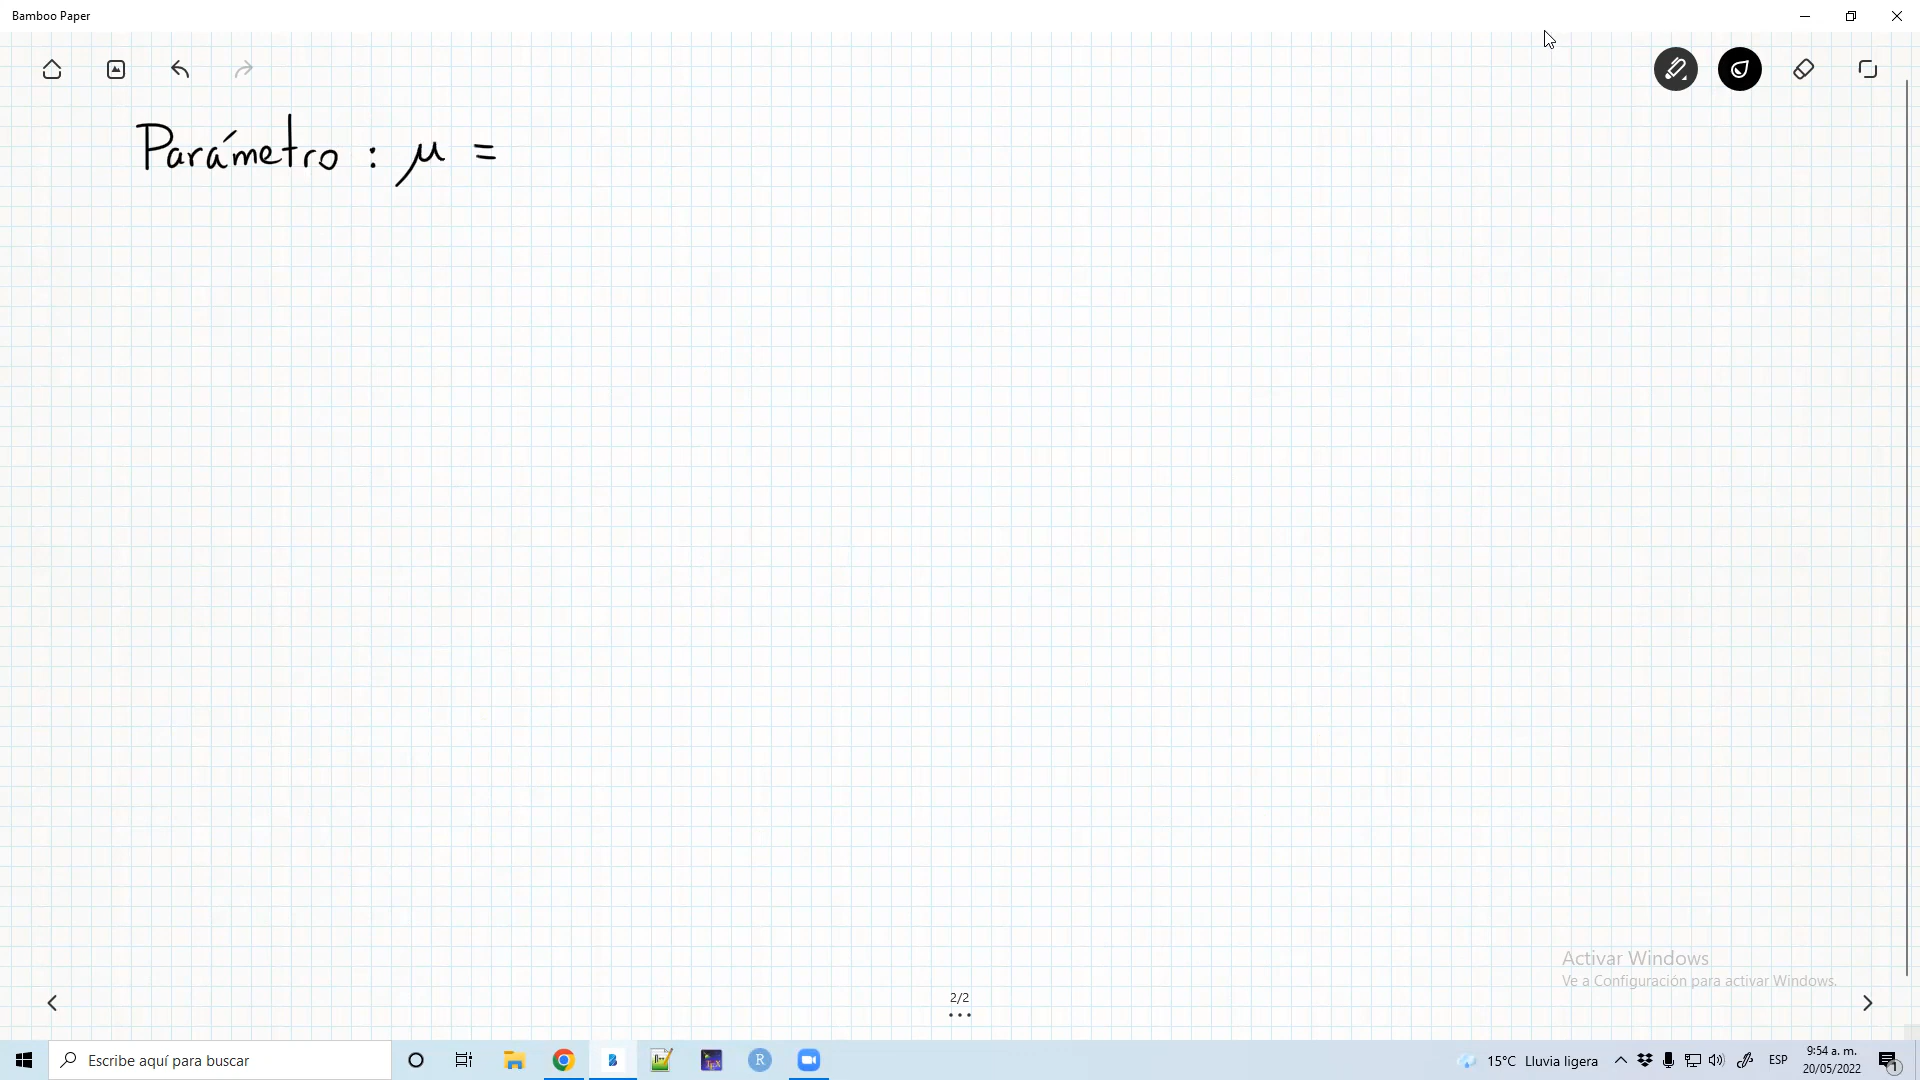 Bamboo Paper
Parámetro : μ =
Activar Windows
Ve a Configuración para activar Windows.
2/2
Escribe aquí para buscar
15°C Lluvia ligera
ESP
9:54 a. m.
20/05/2022
1